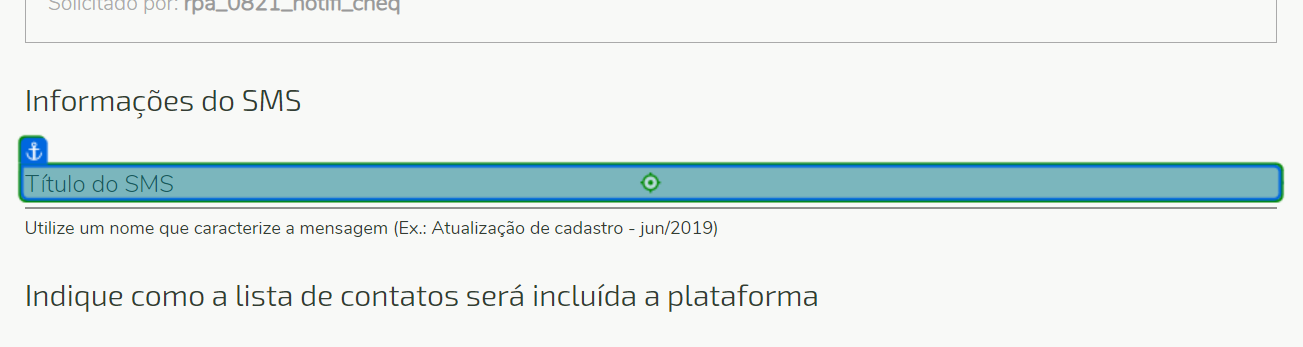 Solicitado por: rpa_0821_notifi_cheq
Informações do SMS
Título do SMS
Utilize um nome que caracterize a mensagem (Ex.: Atualização de cadastro - jun/2019)
Indique como a lista de contatos será incluída a plataforma